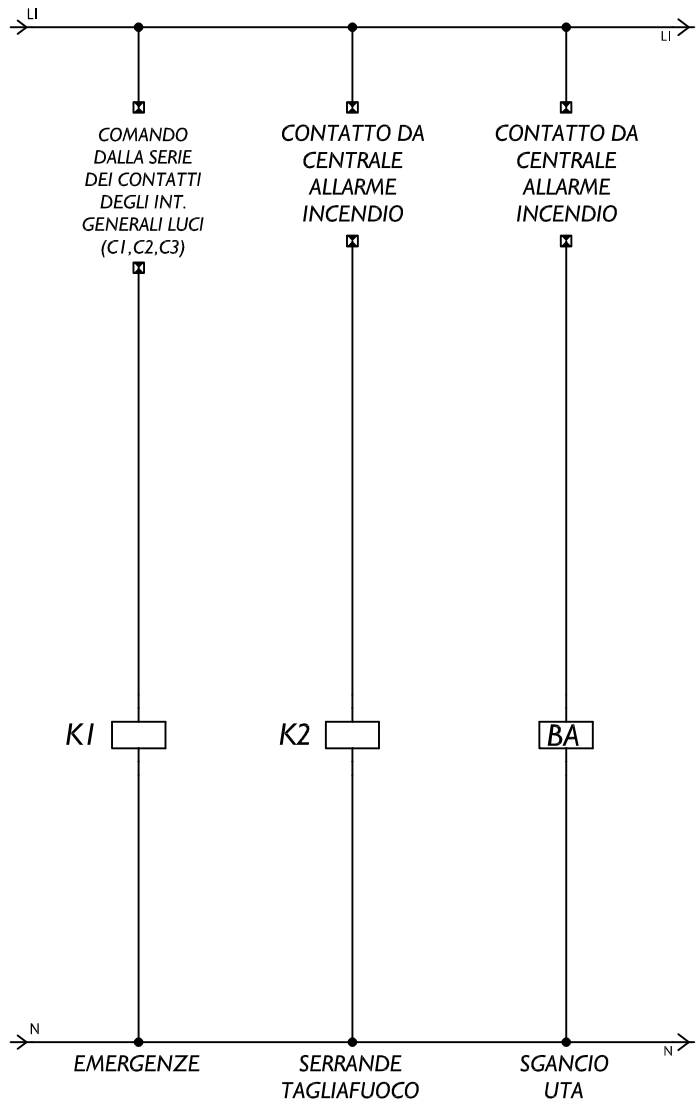 L1
L1
COMANDO
DALLA SERIE
DEI CONTATTI
DEGLI INT.
GENERALI LUCI
(C1,C2,C3)
CONTATTO DA
CENTRALE
ALLARME
INCENDIO
CONTATTO DA
CENTRALE
ALLARME
INCENDIO
K1
K2
BA
N
N
EMERGENZE
SERRANDE
TAGLIAFUOCO
SGANCIO
UTA